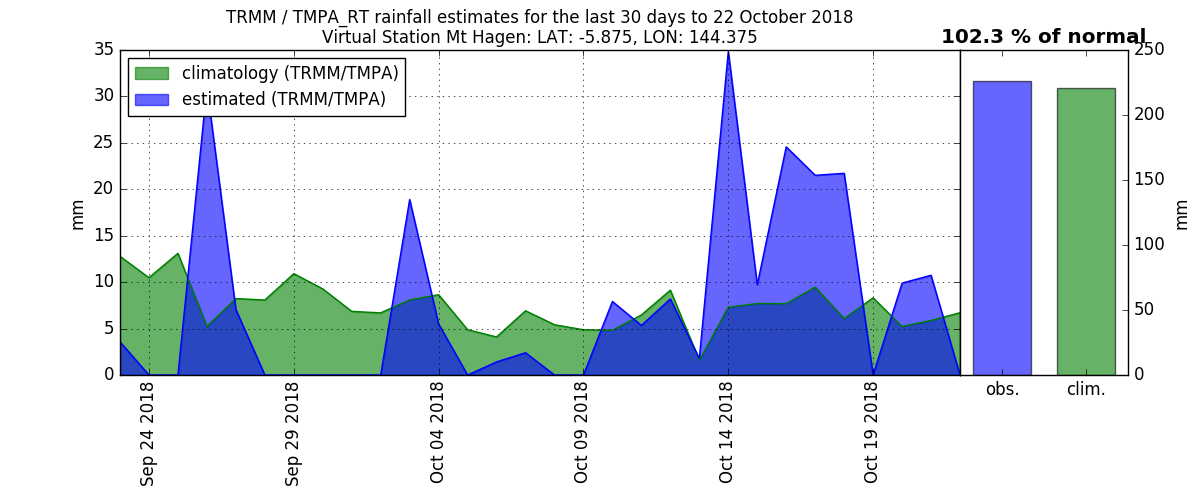 TRMM / TMPA_RT rainfall estimates for the last 30 days to 22 October 2018
Virtual Station Mt Hagen: LAT: -5.875, LON: 144.375
102.3 % of normal
climatology (TRMM/TMPA)
estimated (TRMM/TMPA)
35
30
25
20
15
10
5
0
mm
Sep 24 2018
Sep 29 2018
Oct 04 2018
Oct 09 2018
Oct 14 2018
Oct 19 2018
obs.
clim.
250
200
150
100
50
0
mm